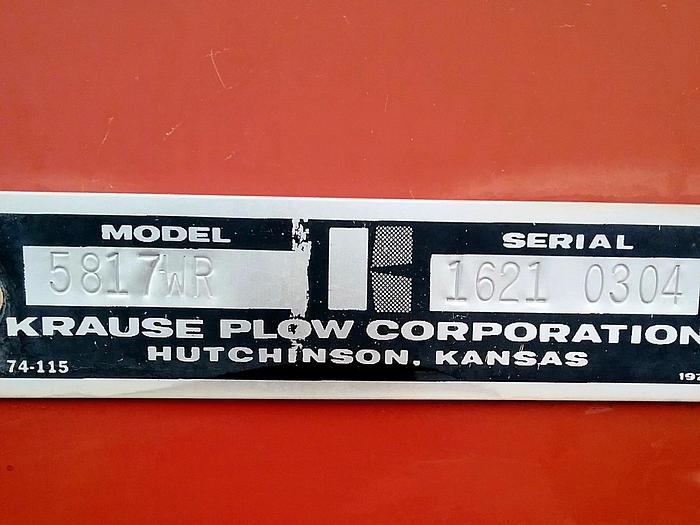 MODEL
5817WR
SERIAL
1621 0304
KRAUSE PLOW CORPORATION
HUTCHINSON, KANSAS
74-115